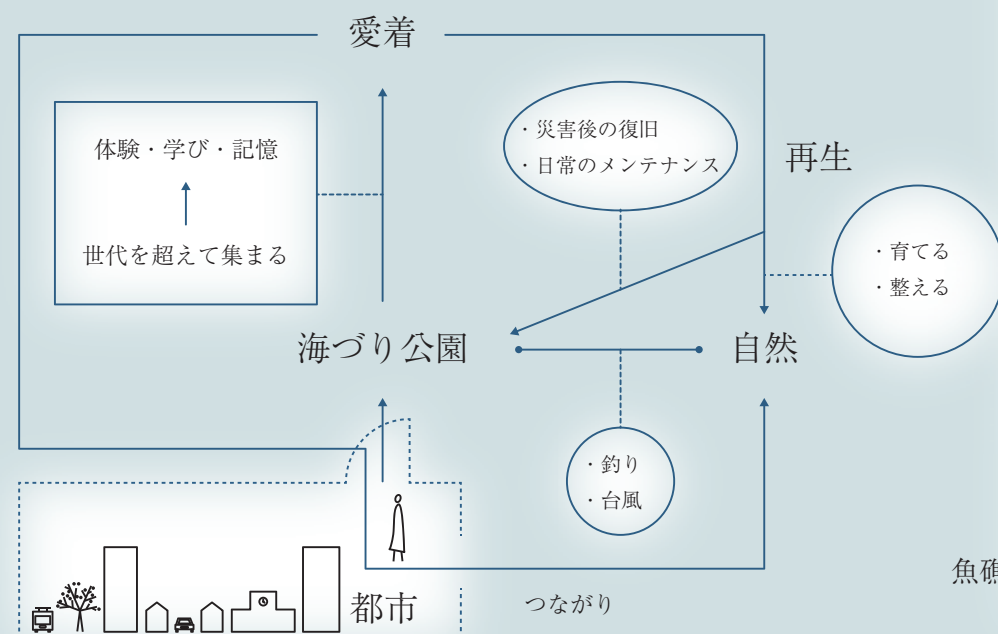 愛着
体験・学び・記憶
世代を超えて集まる
・災害後の復旧
・日常のメンテナンス
再生
・育てる
・整える
海づり公園
自然
・釣り
・台風
都市
つながり
魚礁